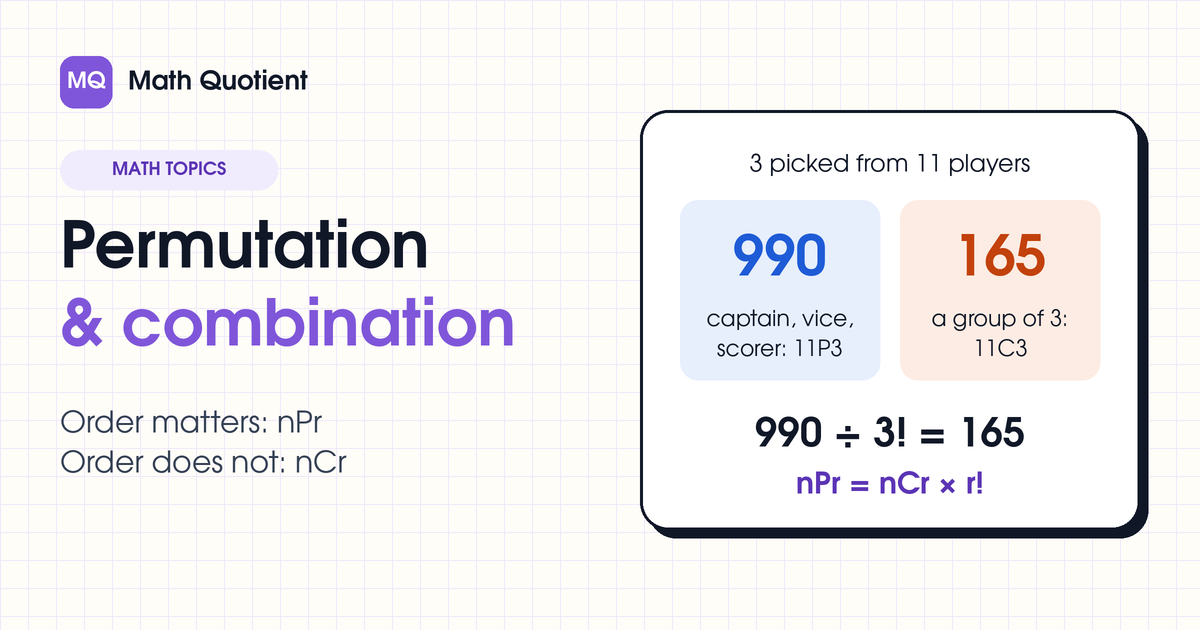 MQ Math Quotient
MATH TOPICS
Permutation
& combination
Order matters: nPr
Order does not: nCr
3 picked from 11 players
990
captain, vice,
scorer: 11P3
165
a group of 3:
11C3
990 ÷ 3! = 165
nPr = nCr × r!